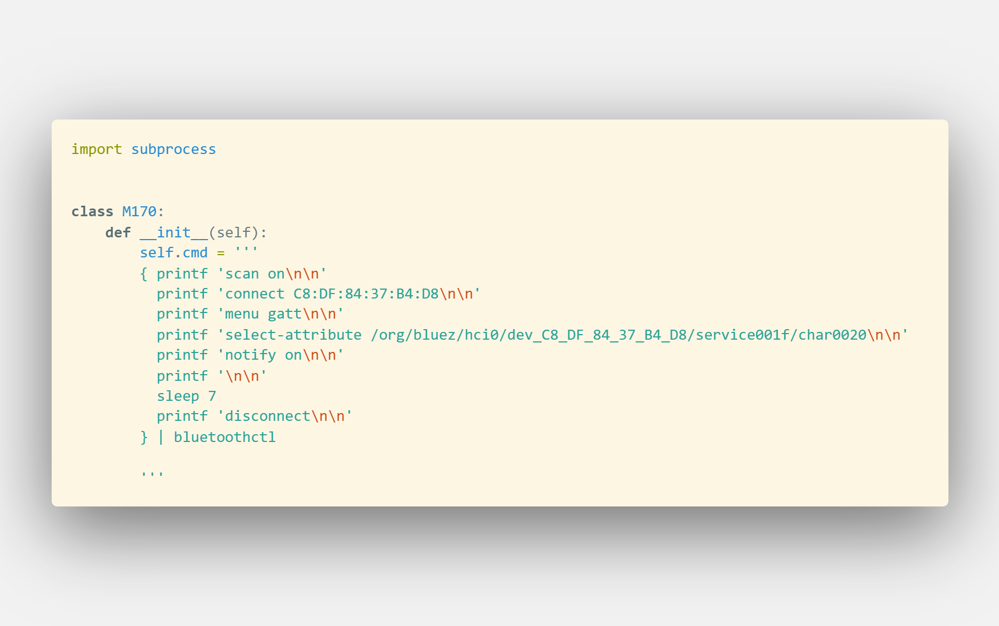 import subprocess
class M170:
    def __init__(self):
        self.cmd = '''
        { printf 'scan on\n\n'
          printf 'connect C8:DF:84:37:B4:D8\n\n'
          printf 'menu gatt\n\n'
          printf 'select-attribute /org/bluez/hci0/dev_C8_DF_84_37_B4_D8/service001f/char0020\n\n'
          printf 'notify on\n\n'
          printf '\n\n'
          sleep 7
          printf 'disconnect\n\n'
        } | bluetoothctl
        '''